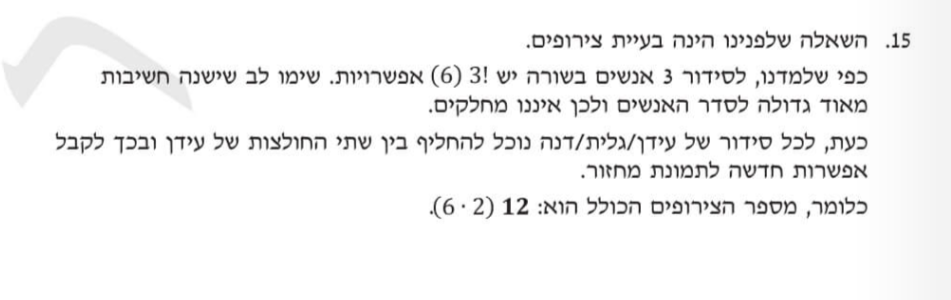 15. השאלה שלפנינו הינה בעיית צירופים.
כפי שלמדנו, לסידור 3 אנשים בשורה יש 3! (6) אפשרויות. שימו לב שישנה חשיבות
מאוד גדולה לסדר האנשים ולכן איננו מחלקים.
כעת, לכל סידור של עידן/גלית/דנה נוכל להחליף בין שתי החולצות של עידן ובכך לקבל
אפשרות חדשה לתמונת מחזור.
כלומר, מספר הצירופים הכולל הוא: 12 (6 · 2).